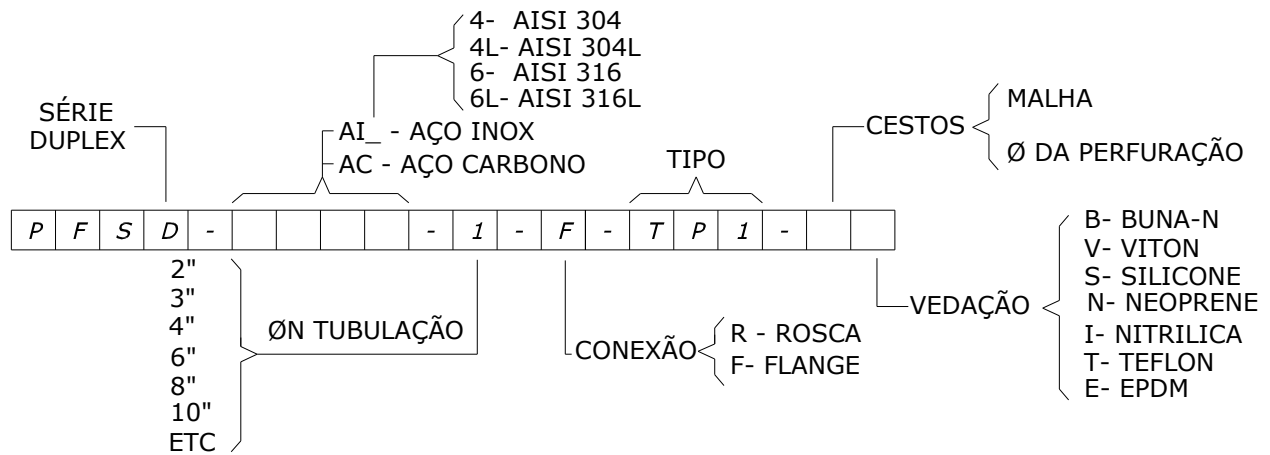 4- AISI 304
4L- AISI 304L
6- AISI 316
6L- AISI 316L
SÉRIE
DUPLEX
AI_ - AÇO INOX
AC - AÇO CARBONO
TIPO
CESTOS
MALHA
Ø DA PERFURAÇÃO
P F S D - - 1 - F - T P 1 -
2"
3"
4"
6"
8"
10"
ETC
ØN TUBULAÇÃO
CONEXÃO
R - ROSCA
F- FLANGE
VEDAÇÃO
B- BUNA-N
V- VITON
S- SILICONE
N- NEOPRENE
I- NITRILICA
T- TEFLON
E- EPDM